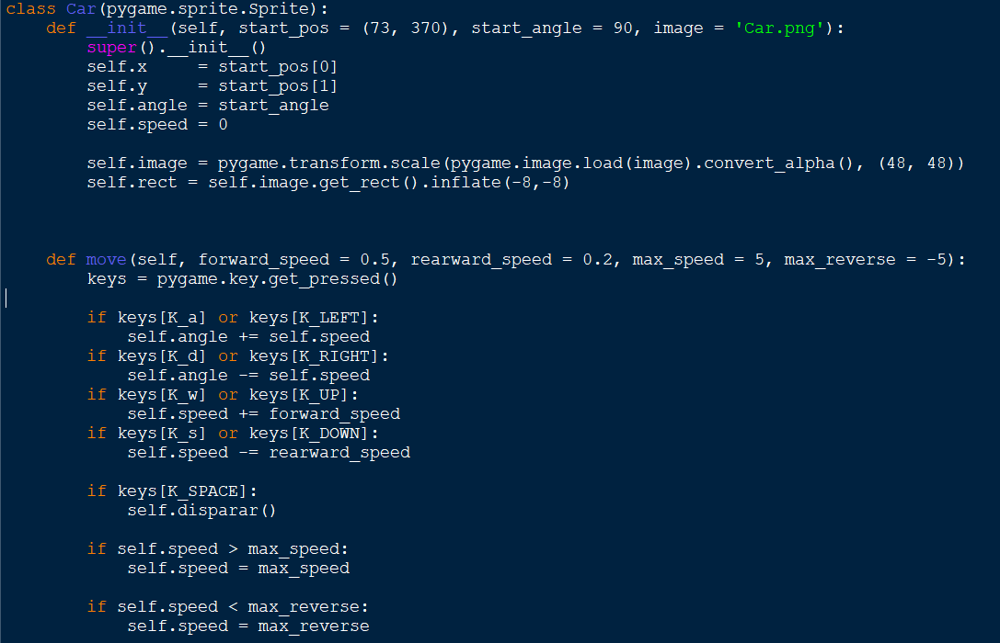 class Car(pygame.sprite.Sprite):
    def __init__(self, start_pos = (73, 370), start_angle = 90, image = 'Car.png'):
        super().__init__()
        self.x     = start_pos[0]
        self.y     = start_pos[1]
        self.angle = start_angle
        self.speed = 0

        self.image = pygame.transform.scale(pygame.image.load(image).convert_alpha(), (48, 48))
        self.rect = self.image.get_rect().inflate(-8,-8)

    def move(self, forward_speed = 0.5, rearward_speed = 0.2, max_speed = 5, max_reverse = -5):
        keys = pygame.key.get_pressed()

        if keys[K_a] or keys[K_LEFT]:
            self.angle += self.speed
        if keys[K_d] or keys[K_RIGHT]:
            self.angle -= self.speed
        if keys[K_w] or keys[K_UP]:
            self.speed += forward_speed
        if keys[K_s] or keys[K_DOWN]:
            self.speed -= rearward_speed

        if keys[K_SPACE]:
            self.disparar()

        if self.speed > max_speed:
            self.speed = max_speed

        if self.speed < max_reverse:
            self.speed = max_reverse